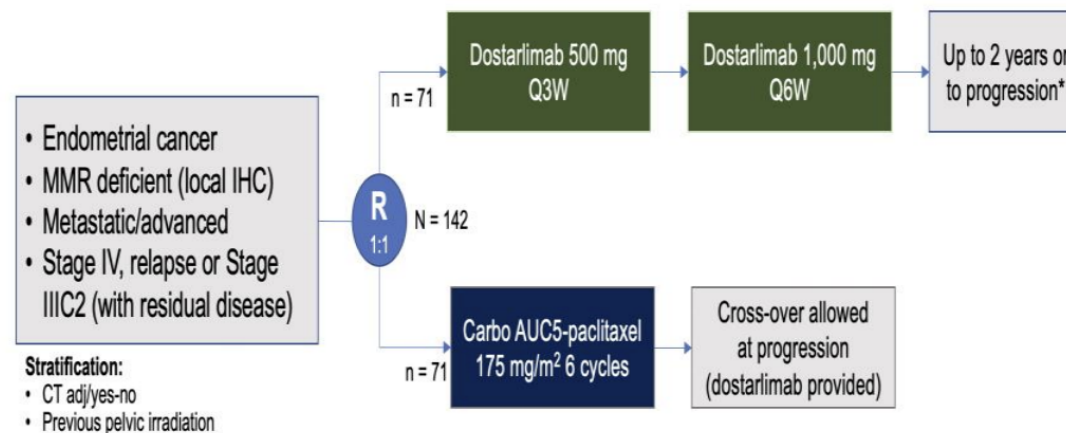 • Endometrial cancer
• MMR deficient (local IHC)
• Metastatic/advanced
• Stage IV, relapse or Stage
IIIC2 (with residual disease)
Stratification:
• CT adj/yes-no
• Previous pelvic irradiation
R
1:1
N = 142
n = 71
Dostarlimab 500 mg
Q3W
Dostarlimab 1,000 mg
Q6W
Up to 2 years or
to progression*
n = 71
Carbo AUC5-paclitaxel
175 mg/m² 6 cycles
Cross-over allowed
at progression
(dostarlimab provided)